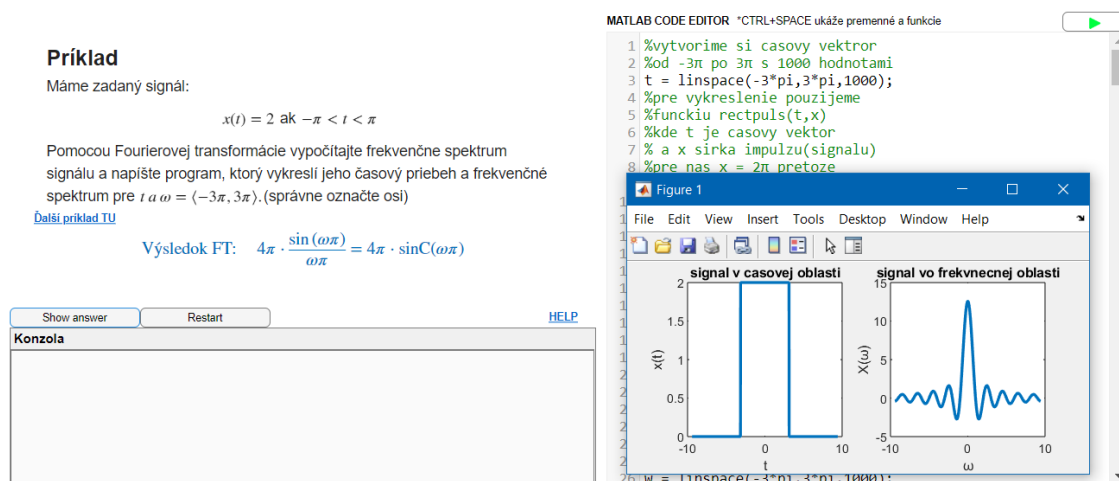 Príklad
Máme zadaný signál:
x(t) = 2 ak −π < t < π
Pomocou Fourierovej transformácie vypočítajte frekvenčne spektrum
signálu a napíšte program, ktorý vykreslí jeho časový priebeh a frekvenčné
spektrum pre t a ω = ⟨−3π, 3π⟩.(správne označte osi)
Ďalší príklad TU
Výsledok FT: 4π · sin (ωπ) / ωπ = 4π · sinC(ωπ)
Show answer
Restart
HELP
Konzola
MATLAB CODE EDITOR *CTRL+SPACE ukáže premenné a funkcie
1 %vytvorime si casovy vektror
2 %od -3π po 3π s 1000 hodnotami
3 t = linspace(-3*pi,3*pi,1000);
4 %pre vykreslenie pouzijeme
5 %funckiu rectpuls(t,x)
6 %kde t je casovy vektor
7 % a x sirka impulzu(signalu)
8 %pre nas x = 2π pretoze
Figure 1
File Edit View Insert Tools Desktop Window Help
signal v casovej oblasti
2
1.5
1
0.5
0
-10 0 10
x(t)
t
signal vo frekvnecnej oblasti
15
10
5
0
-5
-10 0 10
X(ω)
ω
26 w = linspace(-3*pi,3*pi,1000);